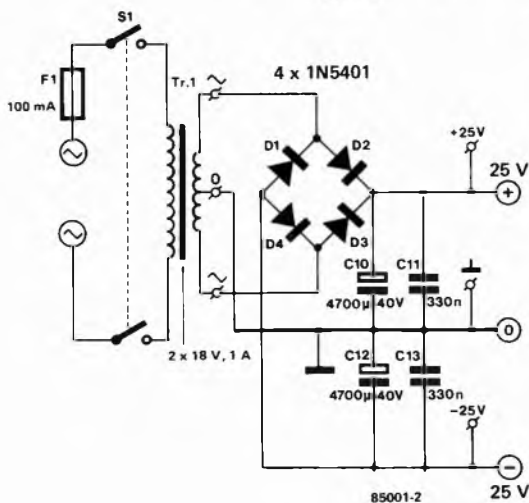 S1
F1
100 mA
Tr.1
4 x 1N5401
D1
D2
D4
D3
0
+25V
25 V
+
C10
C11
4700µ 40V
330n
0
2 x 18 V, 1 A
C12
C13
4700µ 40V
330n
−25V
−
25 V
85001-2